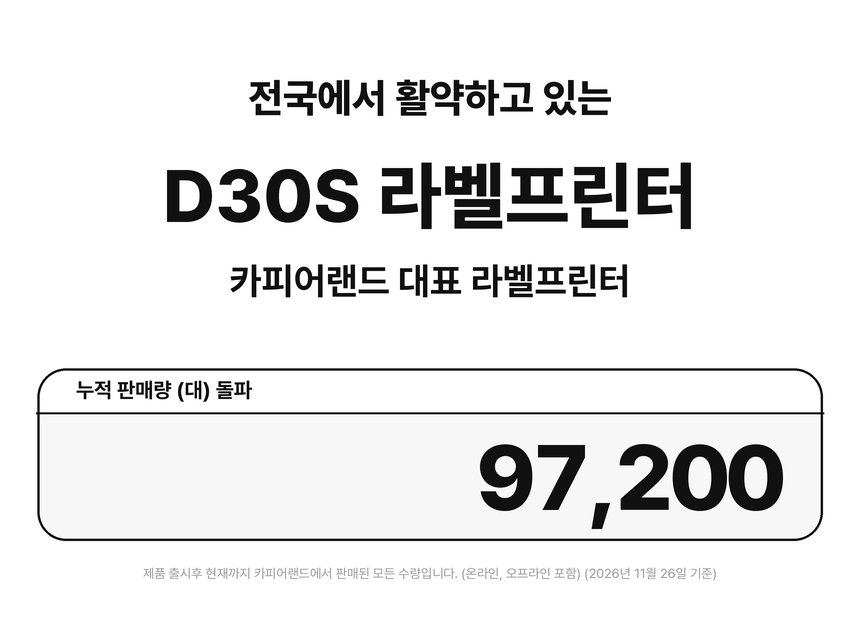 전국에서 활약하고 있는
D30S 라벨프린터
카피어랜드 대표 라벨프린터
누적 판매량 (대) 돌파
97,200
제품 출시후 현재까지 카피어랜드에서 판매된 모든 수량입니다. (온라인, 오프라인 포함) (2026년 11월 26일 기준)